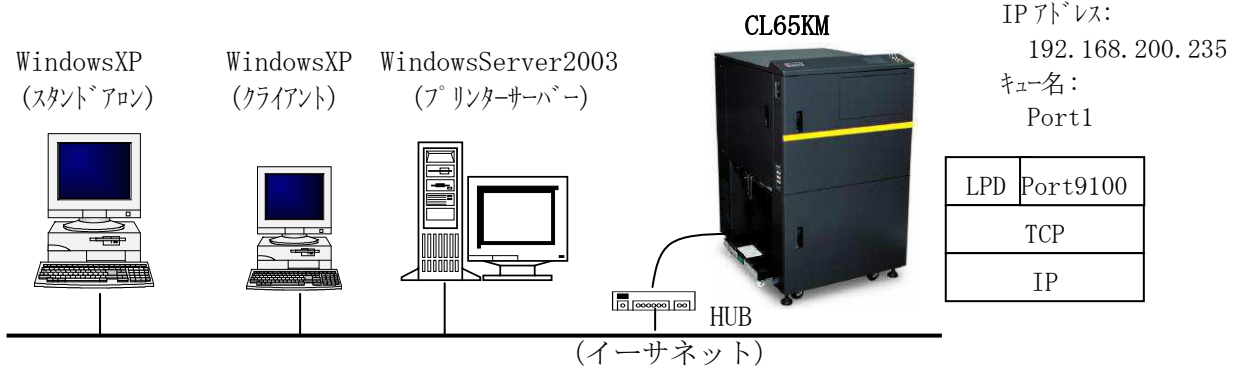 WindowsXP
(ｽﾀﾝﾄﾞｱﾛﾝ)
WindowsXP
(ｸﾗｲｱﾝﾄ)
WindowsServer2003
(ﾌﾟﾘﾝﾀｰｻｰﾊﾞｰ)
CL65KM
IPｱﾄﾞﾚｽ:
192.168.200.235
ｷｭｰ名:
Port1
LPD
Port9100
TCP
IP
HUB
(イーサネット)